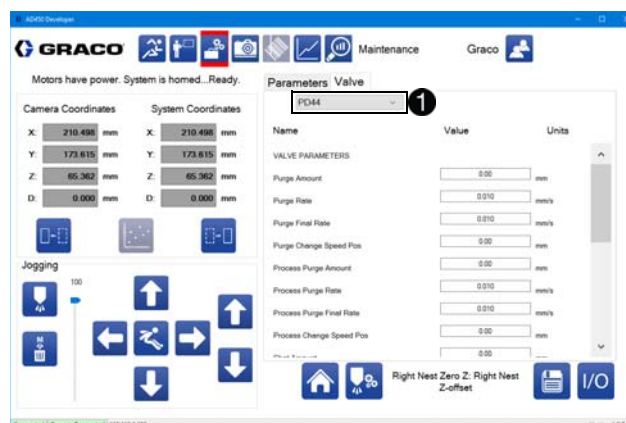 AD450 Developer
GRACO
Maintenance
Graco
Motors have power. System is homed...Ready.
Parameters Valve
PD44
1
Camera Coordinates
System Coordinates
X: 210.498 mm X: 210.498 mm
Y: 173.615 mm Y: 173.615 mm
Z: 65.362 mm Z: 65.362 mm
D: 0.000 mm D: 0.000 mm
Name Value Units
VALVE PARAMETERS
Purge Amount 0.00 mm
Purge Rate 0.010 mm/s
Purge Final Rate 0.010 mm/s
Purge Change Speed Pos 0.00 mm
Process Purge Amount 0.00 mm
Process Purge Rate 0.010 mm/s
Process Purge Final Rate 0.010 mm/s
Process Change Speed Pos 0.00 mm
0.00
Jogging
100
M
%
Right Nest Zero Z: Right Nest
Z-offset
I/O